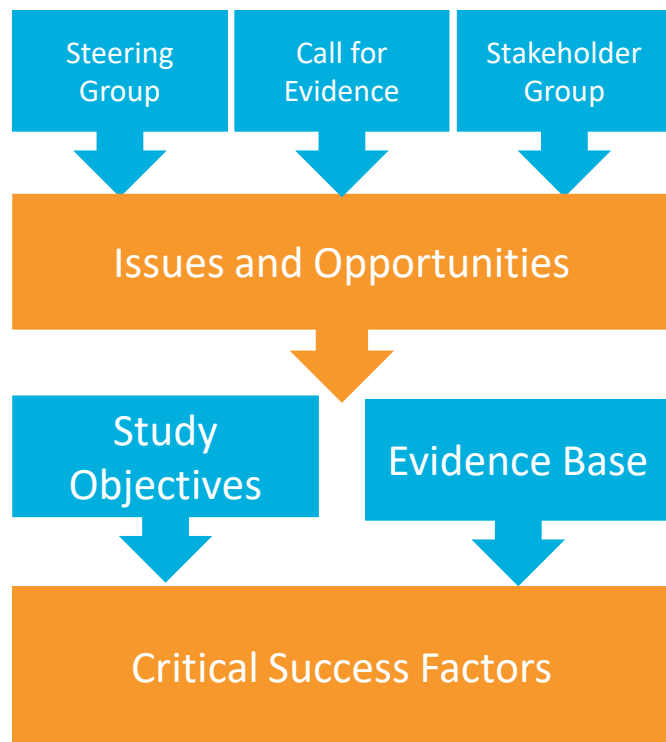 Steering
Group
Call for
Evidence
Stakeholder
Group
Issues and Opportunities
Study
Objectives
Evidence Base
Critical Success Factors